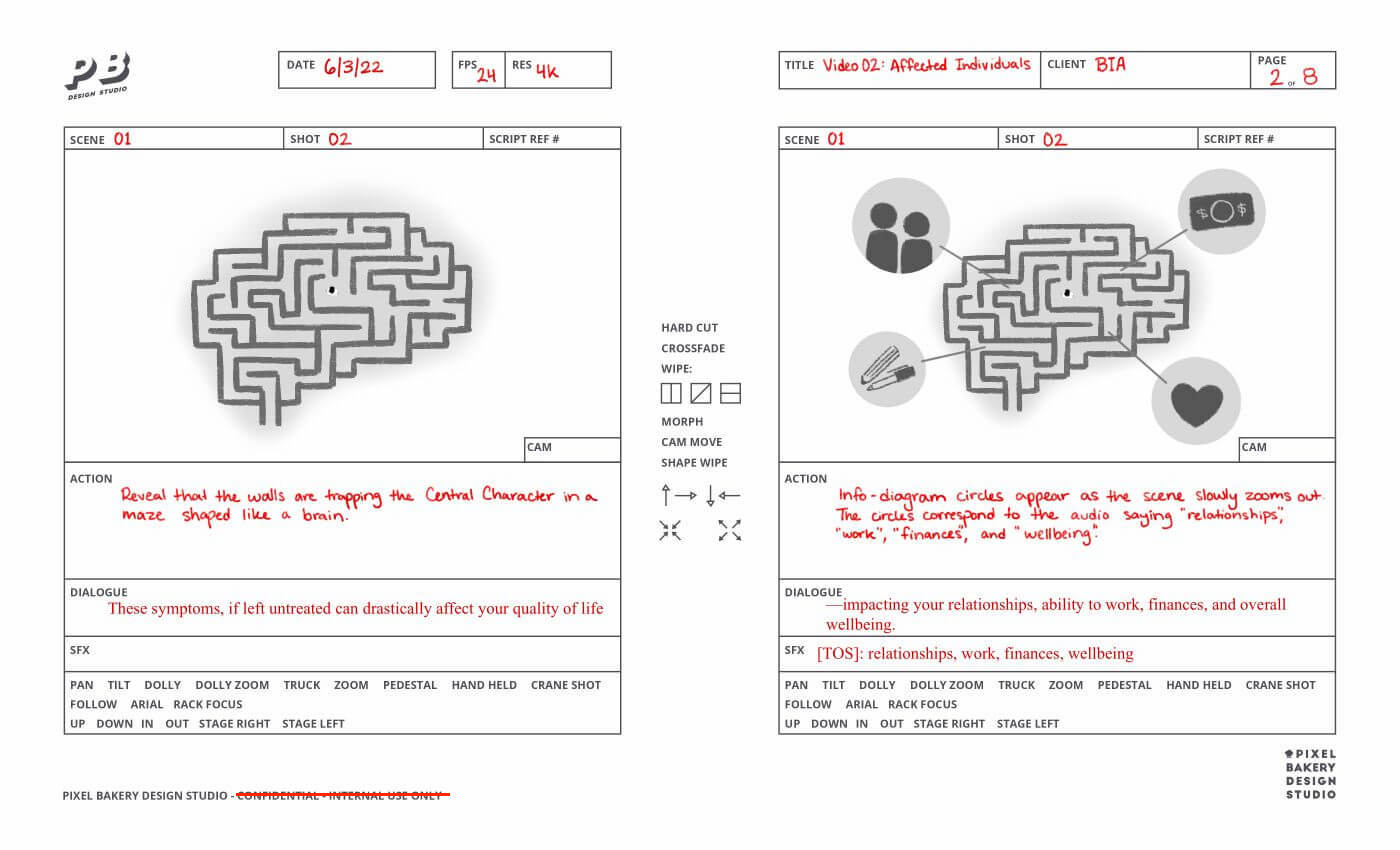 PB
DESIGN STUDIO
DATE 6/3/22
FPS 24
RES 4K
TITLE Video 02: Affected Individuals
CLIENT BIA
PAGE
2 OF 8
SCENE 01
SHOT 02
SCRIPT REF #
CAM
ACTION
Reveal that the walls are trapping the Central Character in a
maze shaped like a brain.
DIALOGUE
These symptoms, if left untreated can drastically affect your quality of life
SFX
PAN TILT DOLLY DOLLY ZOOM TRUCK ZOOM PEDESTAL HAND HELD CRANE SHOT
FOLLOW ARIAL RACK FOCUS
UP DOWN IN OUT STAGE RIGHT STAGE LEFT
HARD CUT
CROSSFADE
WIPE:
MORPH
CAM MOVE
SHAPE WIPE
SCENE 01
SHOT 02
SCRIPT REF #
$ $
CAM
ACTION
Info-diagram circles appear as the scene slowly zooms out.
The circles correspond to the audio saying "relationships",
"work", "finances", and "wellbeing".
DIALOGUE
—impacting your relationships, ability to work, finances, and overall
wellbeing.
SFX [TOS]: relationships, work, finances, wellbeing
PAN TILT DOLLY DOLLY ZOOM TRUCK ZOOM PEDESTAL HAND HELD CRANE SHOT
FOLLOW ARIAL RACK FOCUS
UP DOWN IN OUT STAGE RIGHT STAGE LEFT
PIXEL BAKERY DESIGN STUDIO - CONFIDENTIAL - INTERNAL USE ONLY
PIXEL
BAKERY
DESIGN
STUDIO